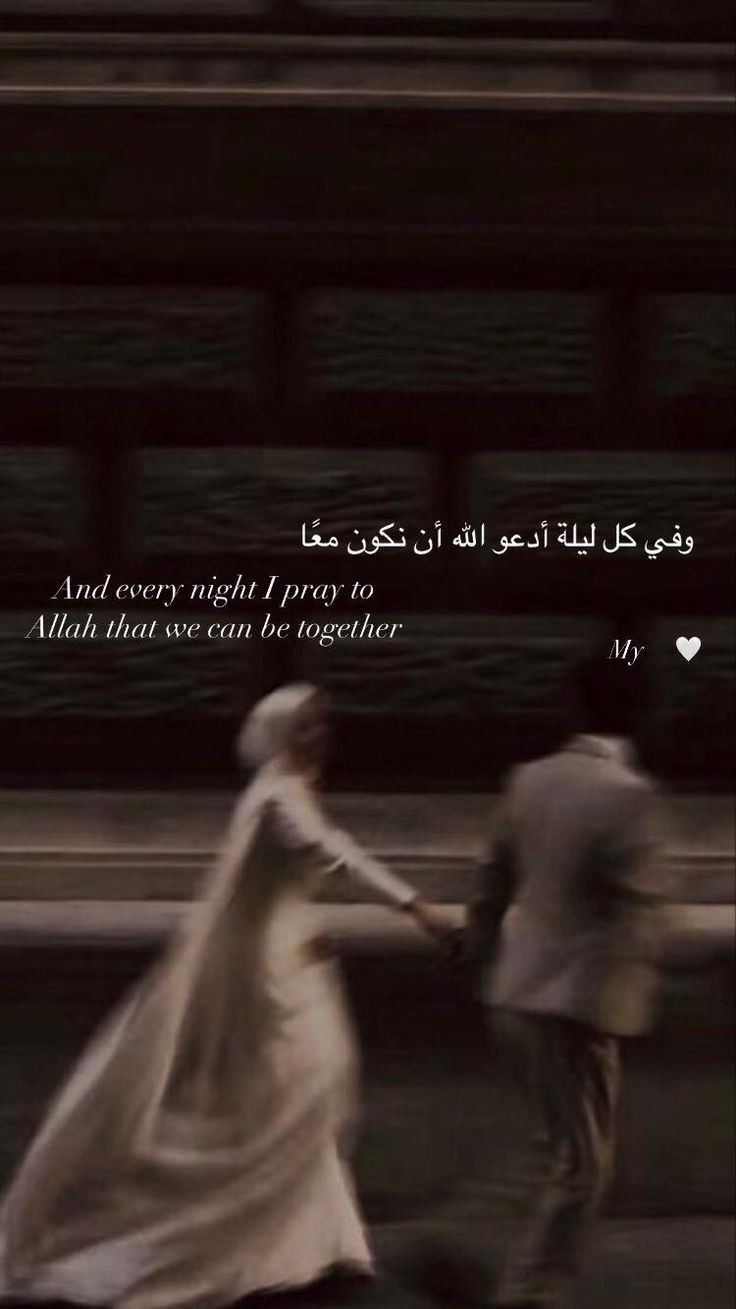 وفي كل ليلة أدعو الله أن نكون معًا
And every night I pray to
Allah that we can be together
My 🤍